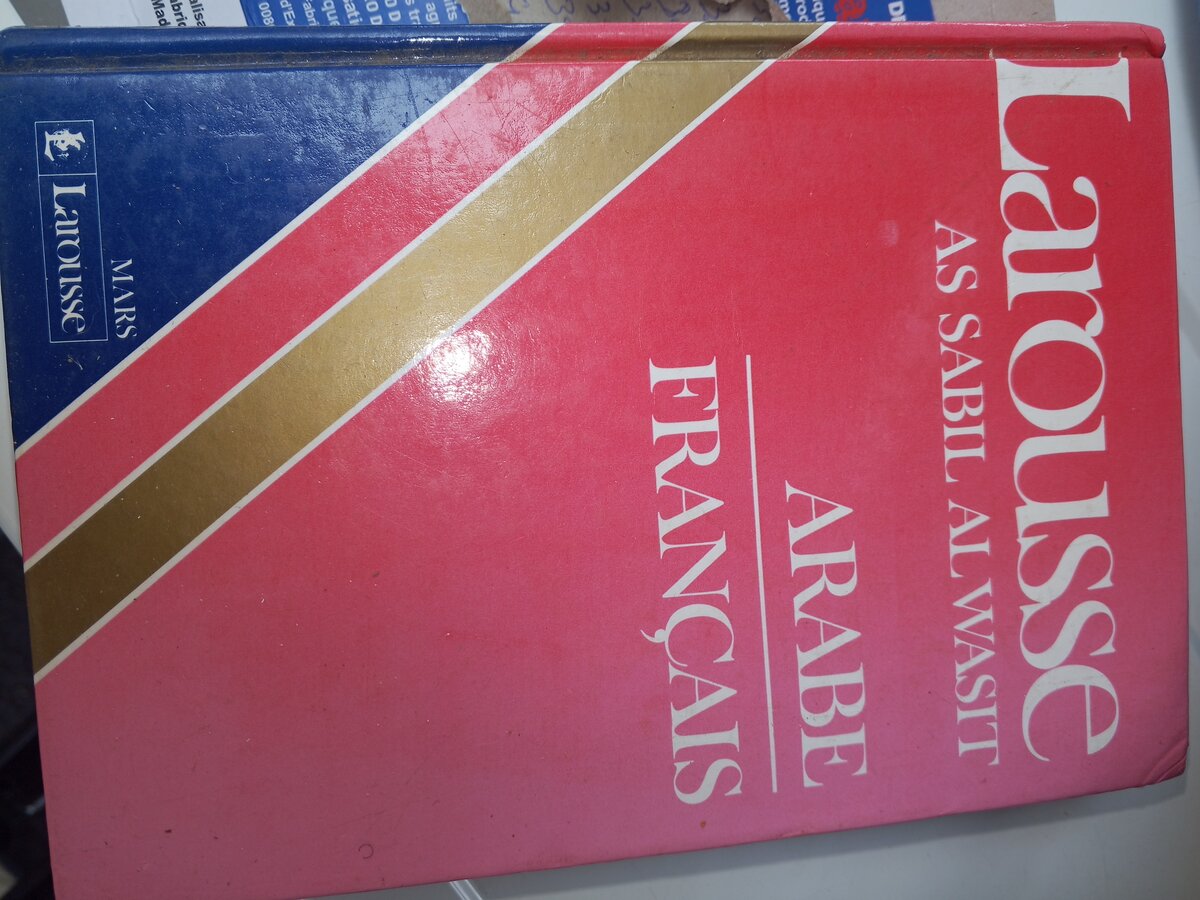 Larousse
AS SABIL AL WASIT
ARABE
FRANÇAIS
MARS
Larousse